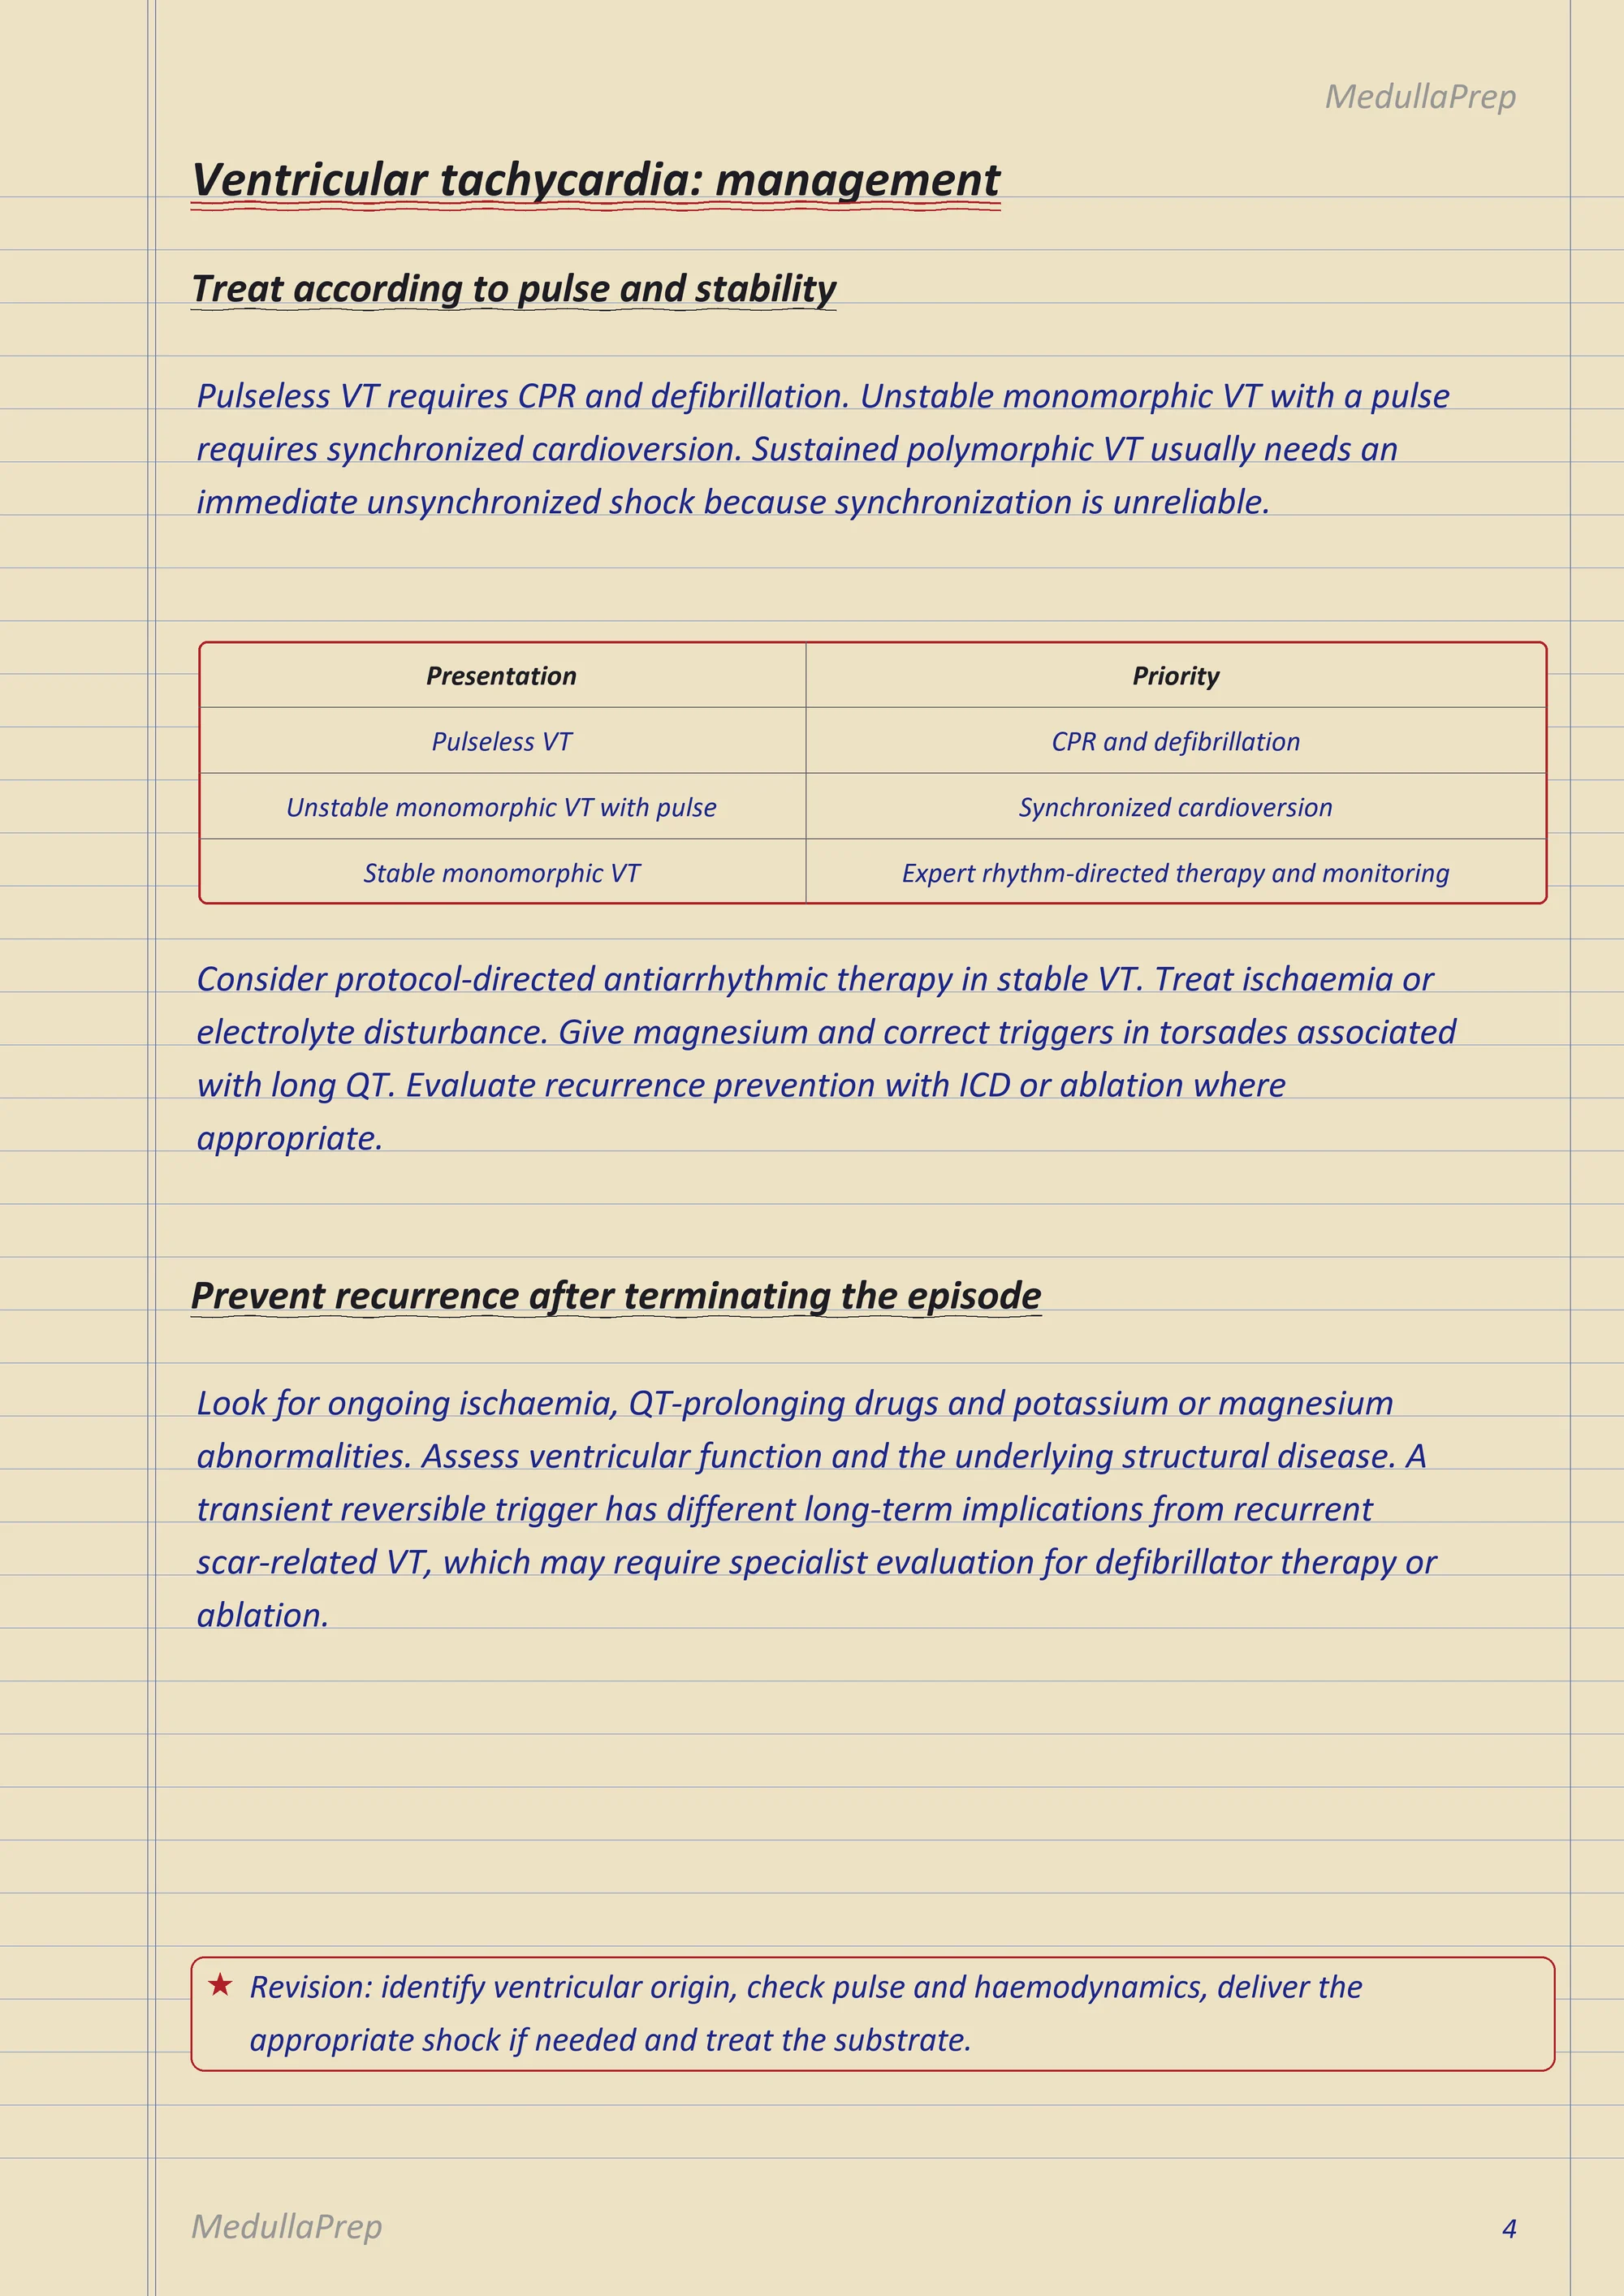 MedullaPrep
Ventricular tachycardia: management
Treat according to pulse and stability
Pulseless VT requires CPR and defibrillation. Unstable monomorphic VT with a pulse
requires synchronized cardioversion. Sustained polymorphic VT usually needs an
immediate unsynchronized shock because synchronization is unreliable.
Presentation Priority
Pulseless VT CPR and defibrillation
Unstable monomorphic VT with pulse Synchronized cardioversion
Stable monomorphic VT Expert rhythm-directed therapy and monitoring
Consider protocol-directed antiarrhythmic therapy in stable VT. Treat ischaemia or
electrolyte disturbance. Give magnesium and correct triggers in torsades associated
with long QT. Evaluate recurrence prevention with ICD or ablation where
appropriate.
Prevent recurrence after terminating the episode
Look for ongoing ischaemia, QT-prolonging drugs and potassium or magnesium
abnormalities. Assess ventricular function and the underlying structural disease. A
transient reversible trigger has different long-term implications from recurrent
scar-related VT, which may require specialist evaluation for defibrillator therapy or
ablation.
★ Revision: identify ventricular origin, check pulse and haemodynamics, deliver the
appropriate shock if needed and treat the substrate.
MedullaPrep 4